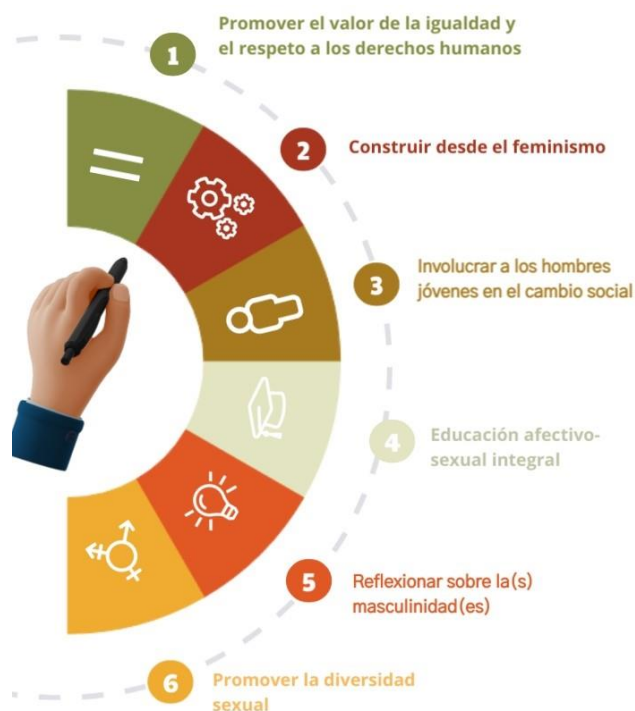 1
Promover el valor de la igualdad y
el respeto a los derechos humanos
2
Construir desde el feminismo
3
Involucrar a los hombres
jóvenes en el cambio social
4
Educación afectivo-
sexual integral
5
Reflexionar sobre la(s)
masculinidad(es)
6
Promover la diversidad
sexual